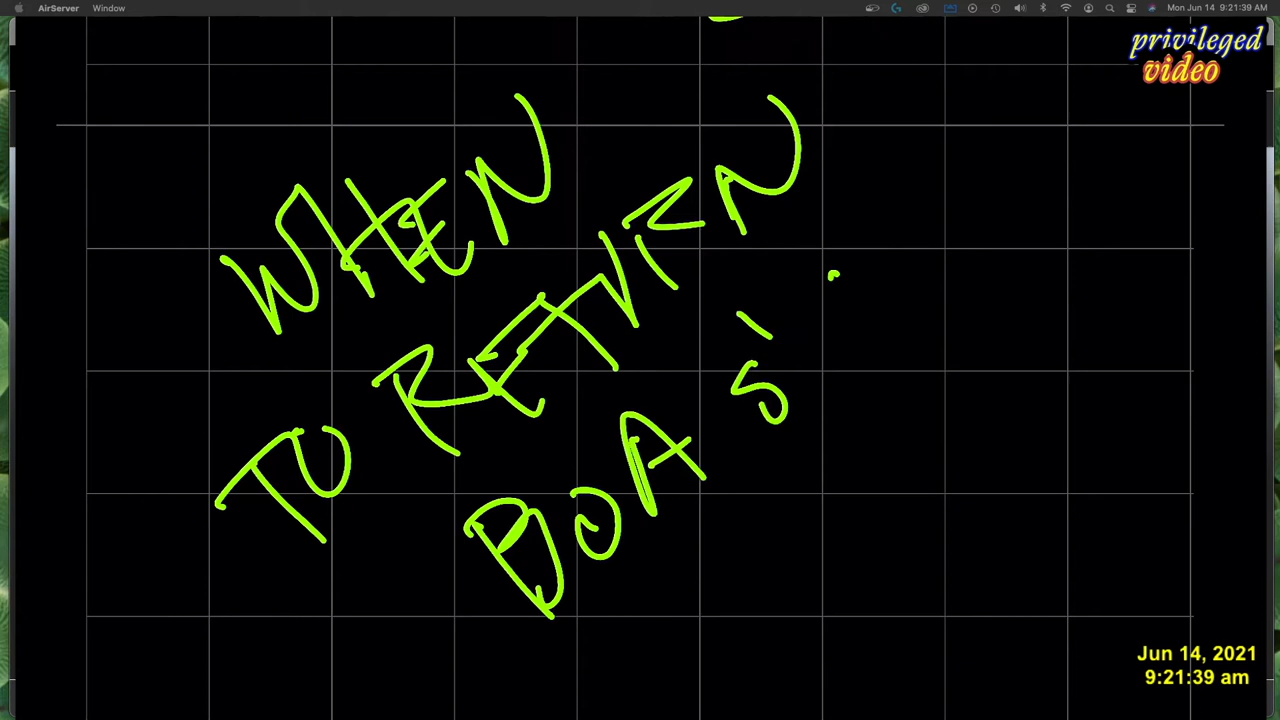 AirServer Window Mon Jun 14 9:21:39 AM
privileged
video
WHEN
TO RETURN
BOA'S
Jun 14, 2021
9:21:39 am